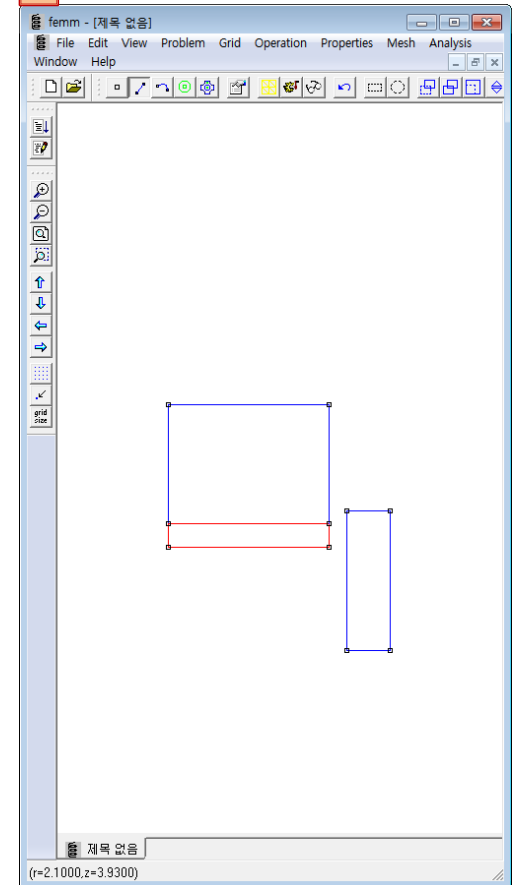 femm - [제목 없음]
File Edit View Problem Grid Operation Properties Mesh Analysis
Window Help
grid
size
제목 없음
(r=2.1000,z=3.9300)